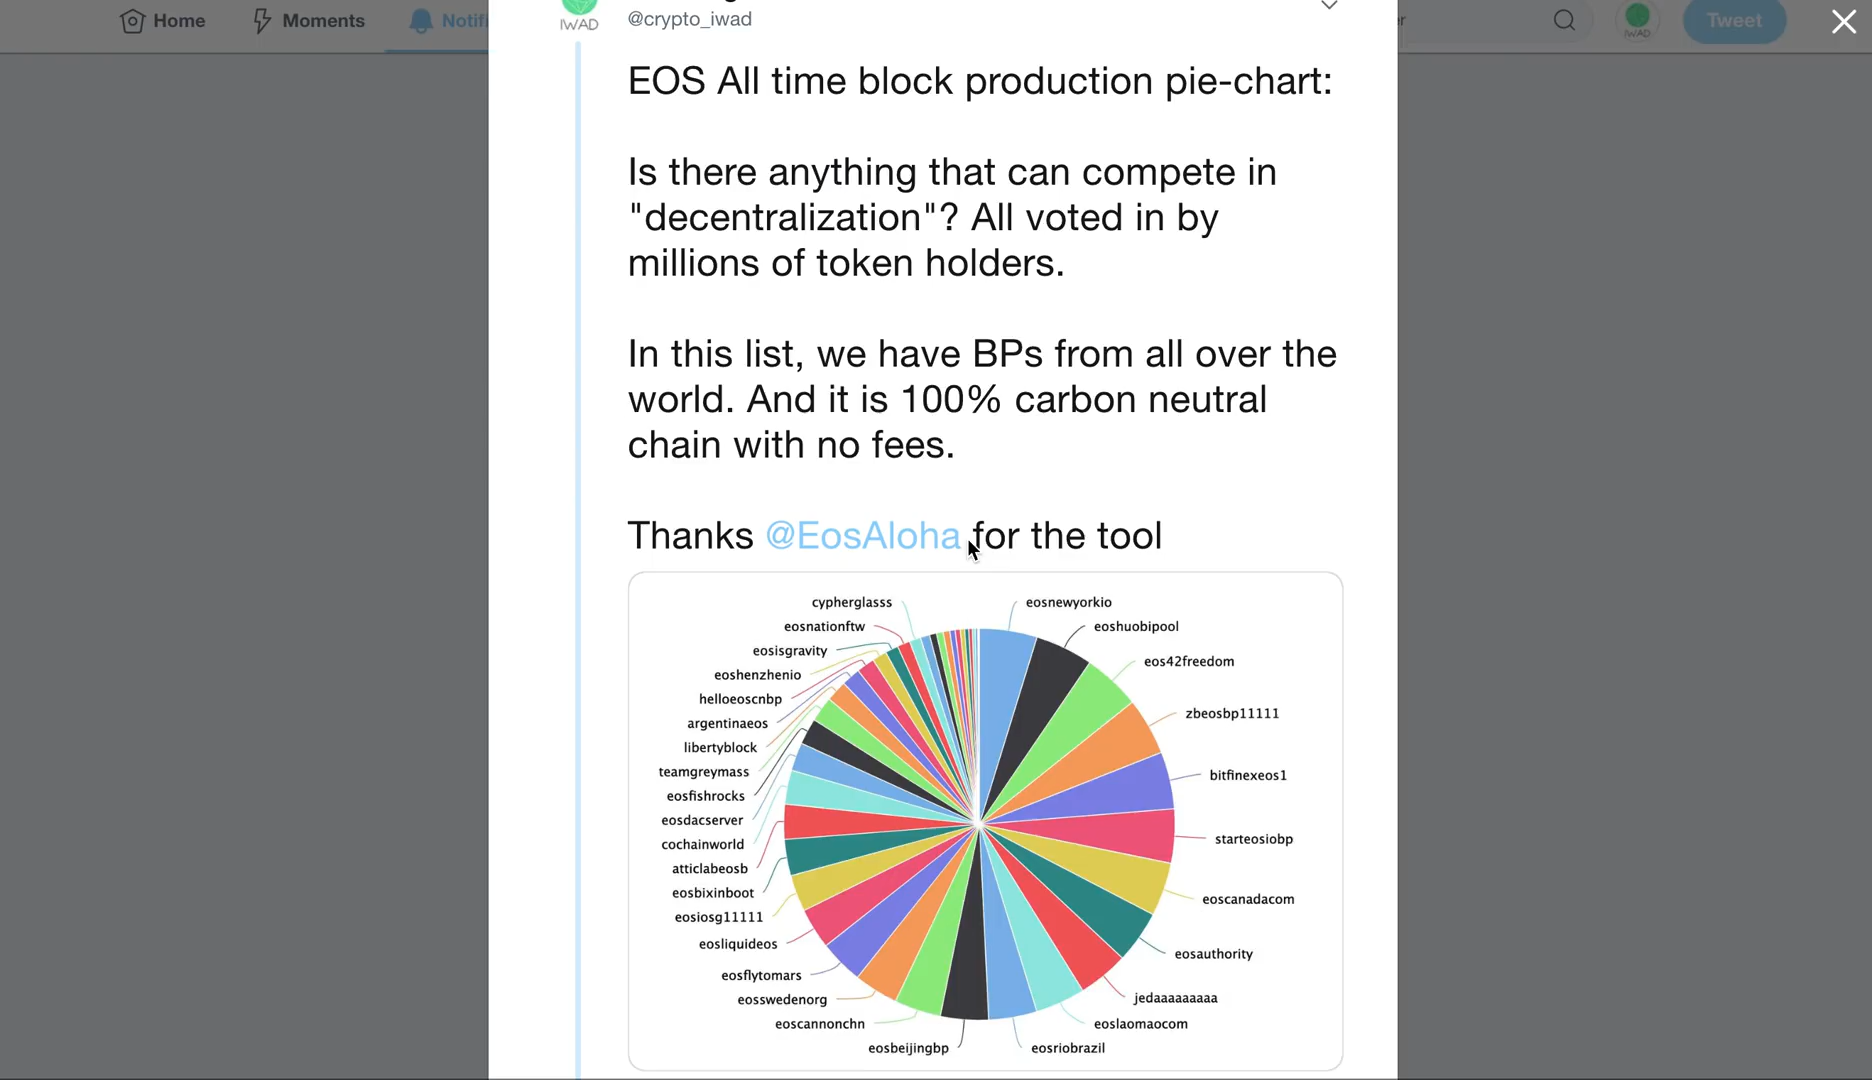 Home
Moments
Notifi
er
IWAD
Tweet
IWAD
@crypto_iwad
EOS All time block production pie-chart:
Is there anything that can compete in
"decentralization"? All voted in by
millions of token holders.
In this list, we have BPs from all over the
world. And it is 100% carbon neutral
chain with no fees.
Thanks @EosAloha for the tool
cypherglasss
eosnewyorkio
eosnationftw
eoshuobipool
eosisgravity
eos42freedom
eoshenzhenio
helloeoscnbp
zbeosbp11111
argentinaeos
libertyblock
teamgreymass
bitfinexeos1
eosfishrocks
eosdacserver
starteosiobp
cochainworld
atticlabeosb
eosbixinboot
eoscanadacom
eosiosg11111
eosliquideos
eosauthority
eosflytomars
eosswedenorg
jedaaaaaaaaa
eoscannonchn
eoslaomaocom
eosbeijingbp
eosriobrazil